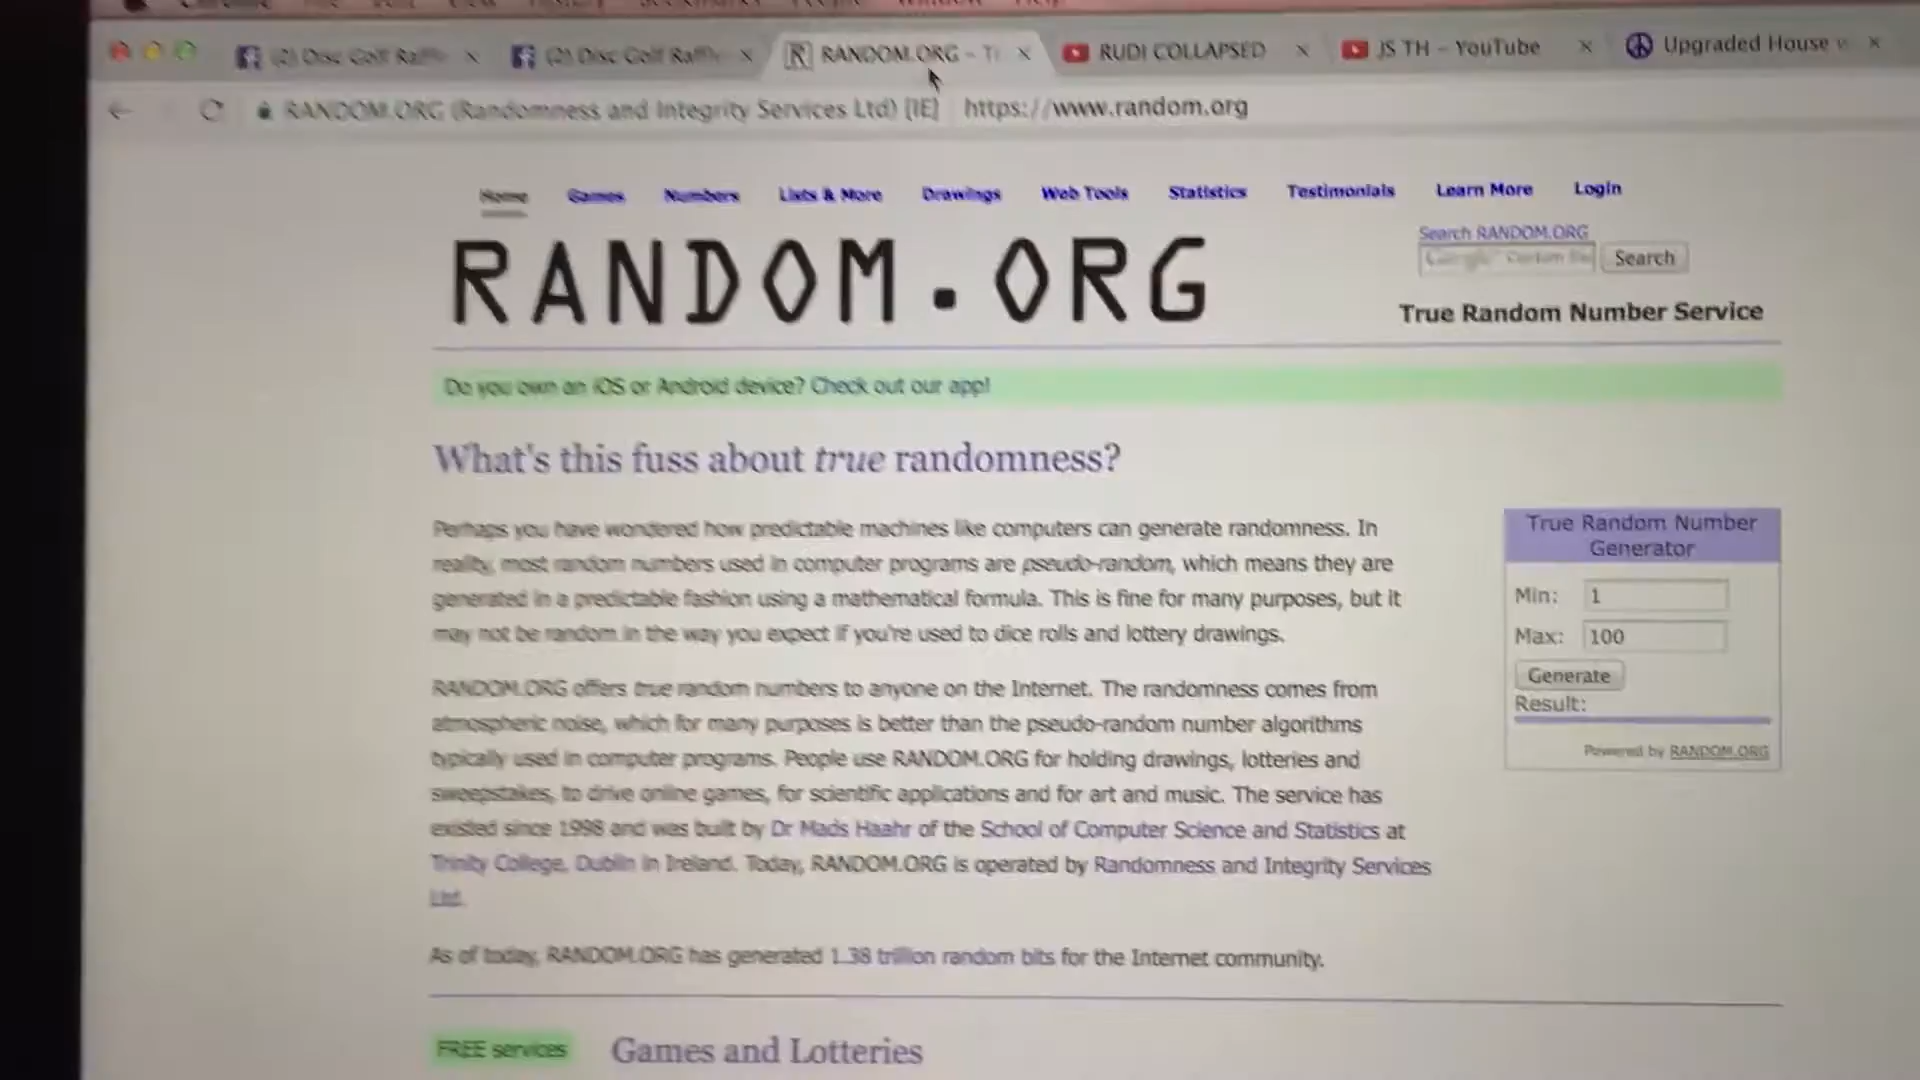 (2) Disc Golf Raffle
(2) Disc Golf Raffle
RANDOM.ORG - Tr
RUDI COLLAPSED
JS TH - YouTube
Upgraded House w
RANDOM.ORG (Randomness and Integrity Services Ltd) [IE] https://www.random.org
Home Games Numbers Lists & More Drawings Web Tools Statistics Testimonials Learn More Login
Search RANDOM.ORG
Google Custom Search
RANDOM.ORG
True Random Number Service
Do you own an iOS or Android device? Check out our app!
What's this fuss about true randomness?
Perhaps you have wondered how predictable machines like computers can generate randomness. In
reality, most random numbers used in computer programs are pseudo-random, which means they are
generated in a predictable fashion using a mathematical formula. This is fine for many purposes, but it
may not be random in the way you expect if you're used to dice rolls and lottery drawings.
RANDOM.ORG offers true random numbers to anyone on the Internet. The randomness comes from
atmospheric noise, which for many purposes is better than the pseudo-random number algorithms
typically used in computer programs. People use RANDOM.ORG for holding drawings, lotteries and
sweepstakes, to drive online games, for scientific applications and for art and music. The service has
existed since 1998 and was built by Dr Mads Haahr of the School of Computer Science and Statistics at
Trinity College, Dublin in Ireland. Today, RANDOM.ORG is operated by Randomness and Integrity Services
Ltd.
As of today, RANDOM.ORG has generated 1.38 trillion random bits for the Internet community.
True Random Number
Generator
Min: 1
Max: 100
Generate
Result:
Powered by RANDOM.ORG
FREE services Games and Lotteries